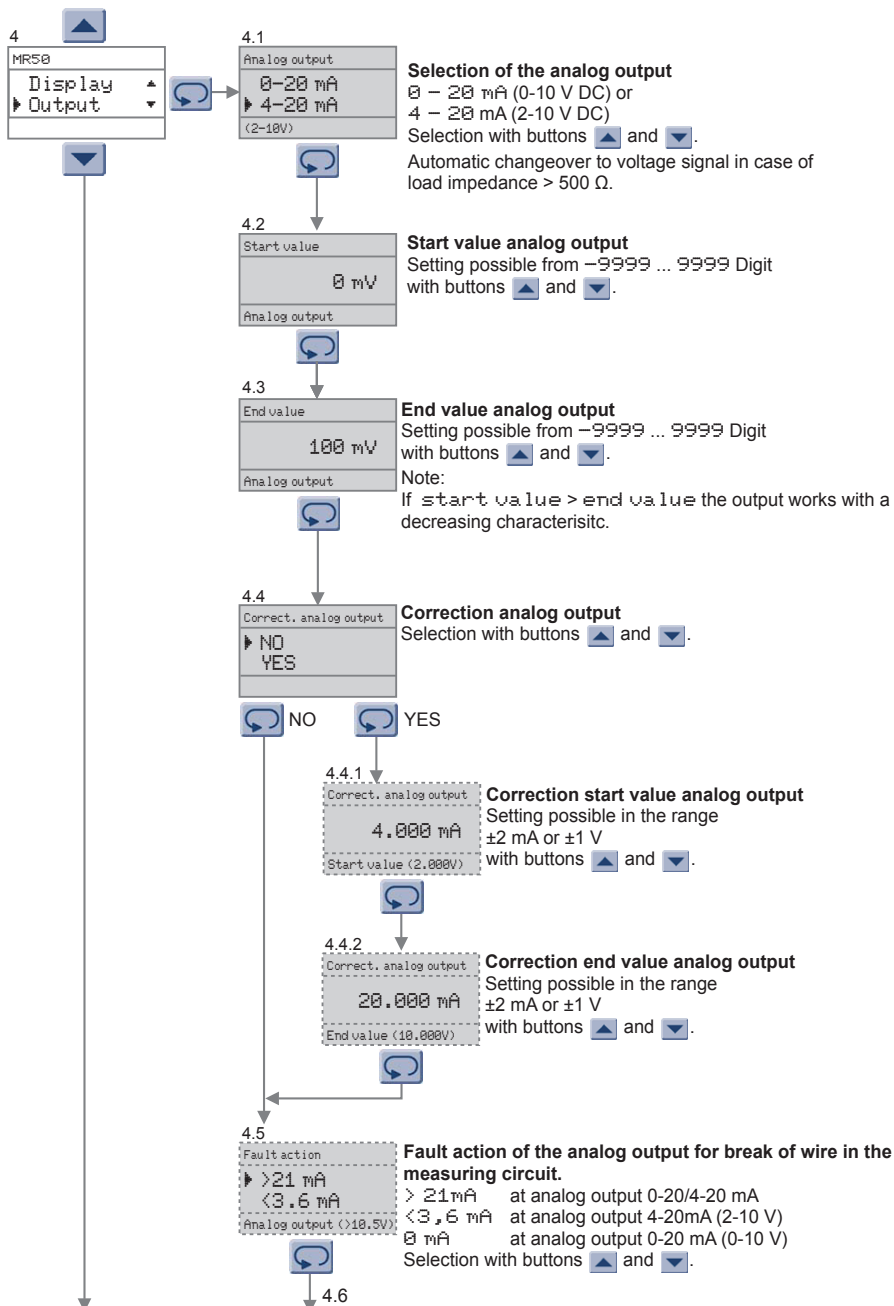 4
MR50
Display
Output
4.1
Analog output
0-20 mA
4-20 mA
(2-10V)
Selection of the analog output
0 – 20 mA (0-10 V DC) or
4 – 20 mA (2-10 V DC)
Selection with buttons and .
Automatic changeover to voltage signal in case of
load impedance > 500 Ω.
4.2
Start value
0 mV
Analog output
Start value analog output
Setting possible from –9999 ... 9999 Digit
with buttons and .
4.3
End value
100 mV
Analog output
End value analog output
Setting possible from –9999 ... 9999 Digit
with buttons and .
Note:
If start value > end value the output works with a
decreasing characterisitc.
4.4
Correct. analog output
NO
YES
Correction analog output
Selection with buttons and .
NO YES
4.4.1
Correct. analog output
4.000 mA
Start value (2.000V)
Correction start value analog output
Setting possible in the range
±2 mA or ±1 V
with buttons and .
4.4.2
Correct. analog output
20.000 mA
End value (10.000V)
Correction end value analog output
Setting possible in the range
±2 mA or ±1 V
with buttons and .
4.5
Fault action
>21 mA
<3.6 mA
Analog output (>10.5V)
Fault action of the analog output for break of wire in the
measuring circuit.
> 21mA at analog output 0-20/4-20 mA
<3,6 mA at analog output 4-20mA (2-10 V)
0 mA at analog output 0-20 mA (0-10 V)
Selection with buttons and .
4.6